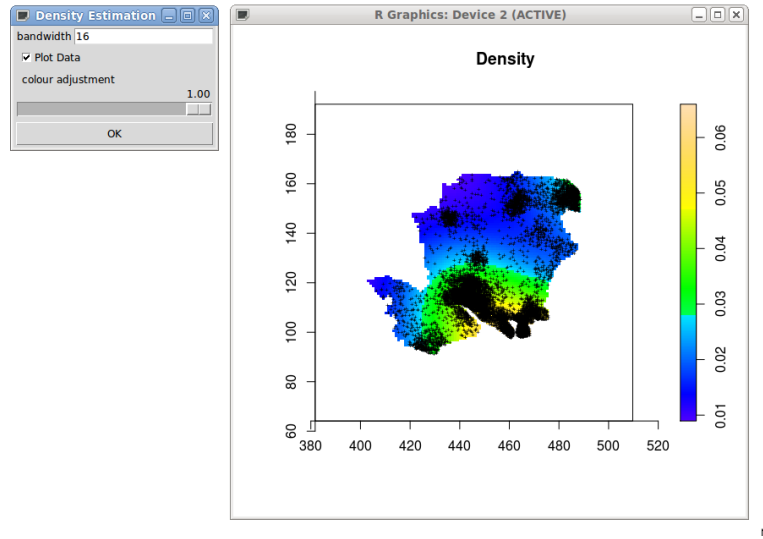 Density Estimation
bandwidth 16
Plot Data
colour adjustment
1.00
OK
R Graphics: Device 2 (ACTIVE)
Density
180
160
140
120
100
80
60
380 400 420 440 460 480 500 520
0.06
0.05
0.04
0.03
0.02
0.01